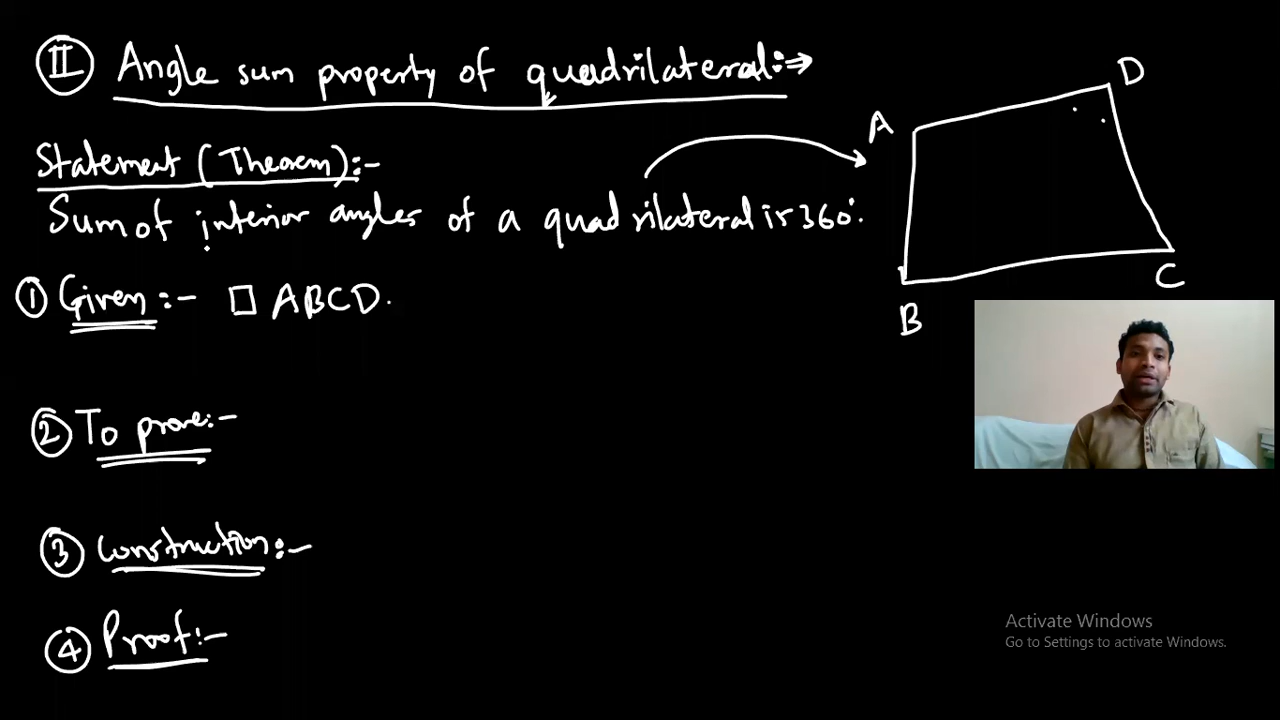 II Angle sum property of quadrilateral:→
Statement (Theorem):-
Sum of interior angles of a quadrilateral is 360°.
① Given:- □ ABCD.
② To prove:-
③ Construction:-
④ Proof:-
A
D
B
C
Activate Windows
Go to Settings to activate Windows.